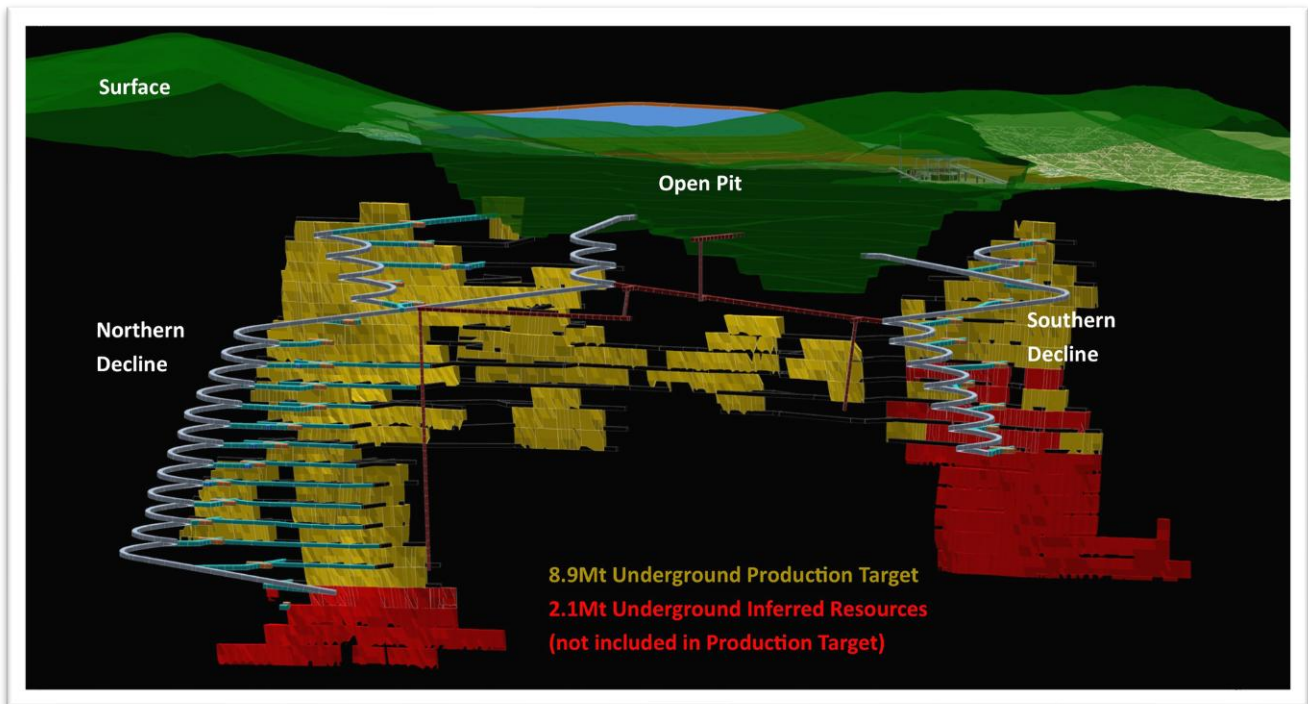 Surface
Open Pit
Northern
Decline
Southern
Decline
8.9Mt Underground Production Target
2.1Mt Underground Inferred Resources
(not included in Production Target)